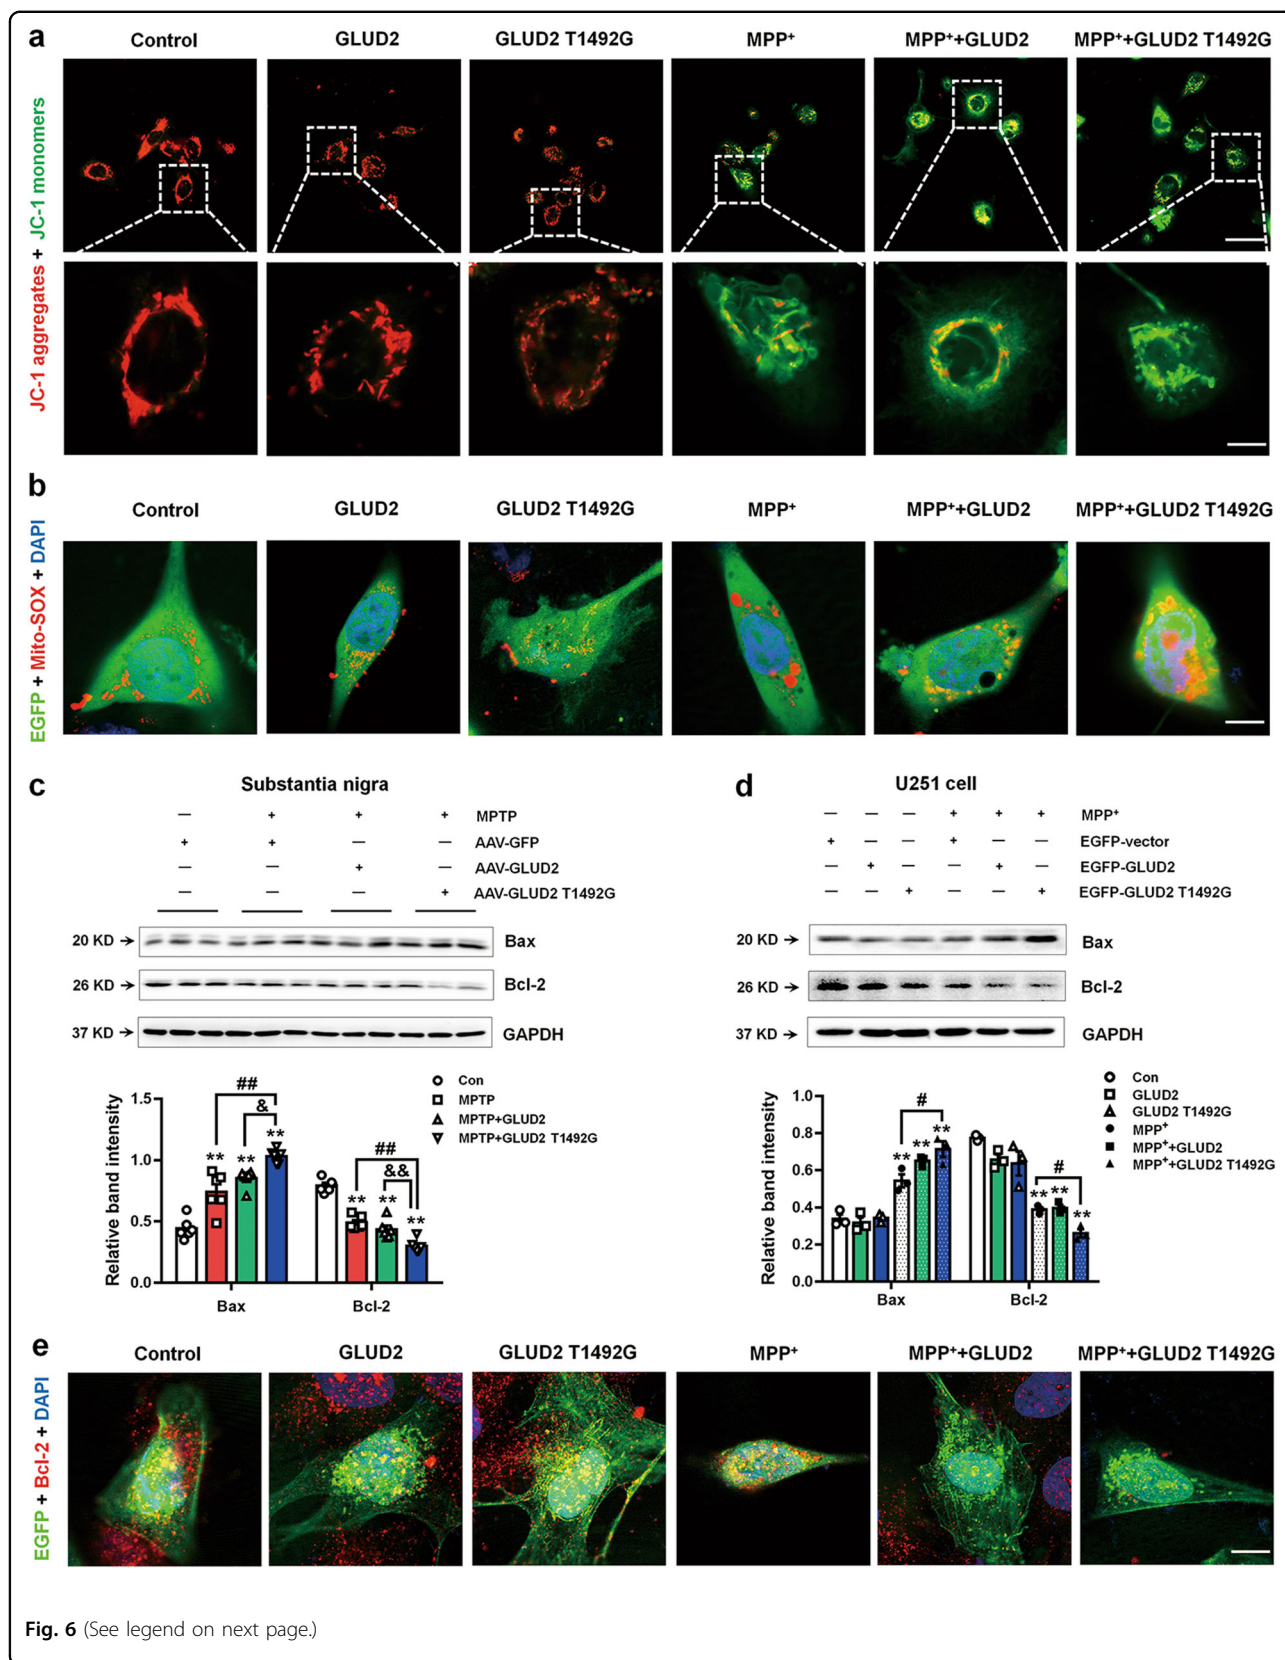 a
Control GLUD2 GLUD2 T1492G MPP⁺ MPP⁺+GLUD2 MPP⁺+GLUD2 T1492G
JC-1 aggregates + JC-1 monomers
b
Control GLUD2 GLUD2 T1492G MPP⁺ MPP⁺+GLUD2 MPP⁺+GLUD2 T1492G
EGFP + Mito-SOX + DAPI
c
Substantia nigra
— + + + MPTP
+ + — — AAV-GFP
— — + — AAV-GLUD2
— — — + AAV-GLUD2 T1492G
20 KD → Bax
26 KD → Bcl-2
37 KD → GAPDH
Con
MPTP
MPTP+GLUD2
MPTP+GLUD2 T1492G
Relative band intensity
1.5
1.0
0.5
0.0
##
&
** ** **
##
&&
** ** **
Bax Bcl-2
d
U251 cell
— — — + + + MPP⁺
+ — — + — — EGFP-vector
— + — — + — EGFP-GLUD2
— — + — — + EGFP-GLUD2 T1492G
20 KD → Bax
26 KD → Bcl-2
37 KD → GAPDH
Con
GLUD2
GLUD2 T1492G
MPP⁺
MPP⁺+GLUD2
MPP⁺+GLUD2 T1492G
Relative band intensity
1.0
0.8
0.6
0.4
0.2
0.0
#
** ** **
#
** ** **
Bax Bcl-2
e
Control GLUD2 GLUD2 T1492G MPP⁺ MPP⁺+GLUD2 MPP⁺+GLUD2 T1492G
EGFP + Bcl-2 + DAPI
Fig. 6 (See legend on next page.)